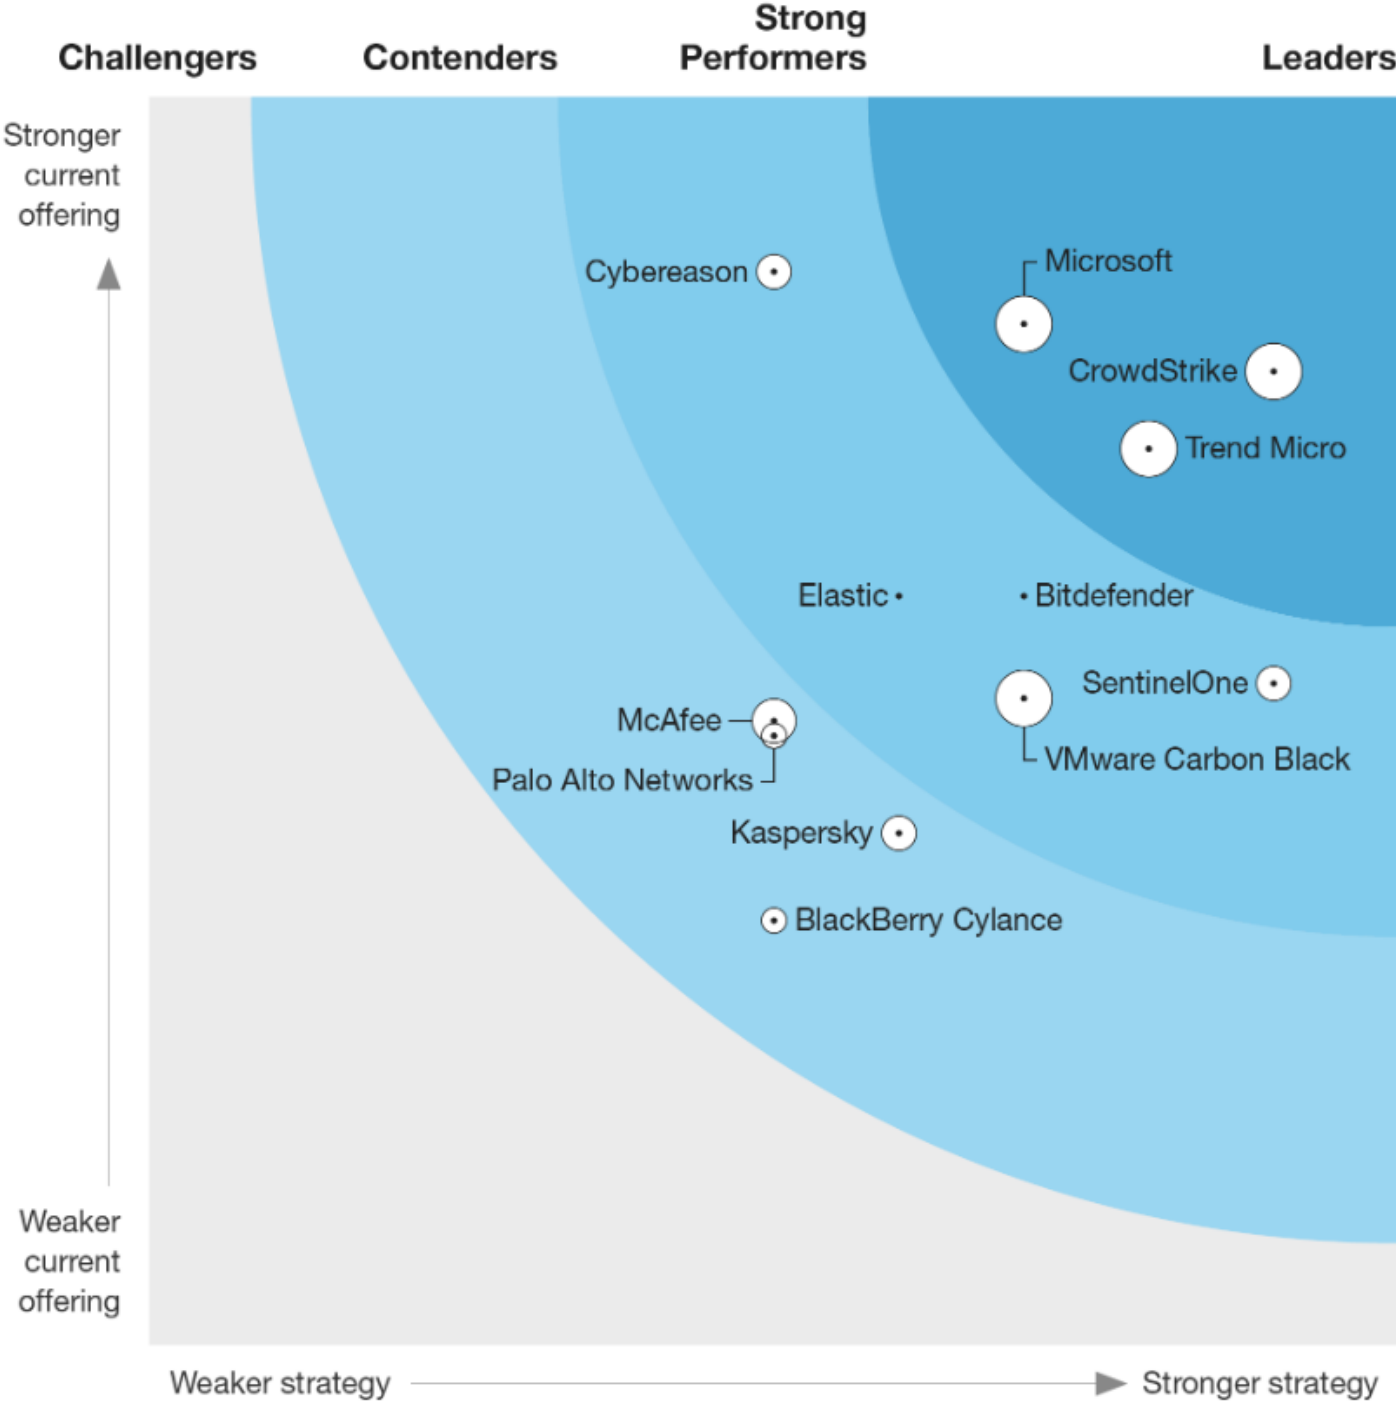 Strong
Challengers Contenders Performers Leaders
Stronger
current
offering
Microsoft
Cybereason
CrowdStrike
Trend Micro
Elastic
Bitdefender
SentinelOne
McAfee
VMware Carbon Black
Palo Alto Networks
Kaspersky
BlackBerry Cylance
Weaker
current
offering
Weaker strategy
Stronger strategy